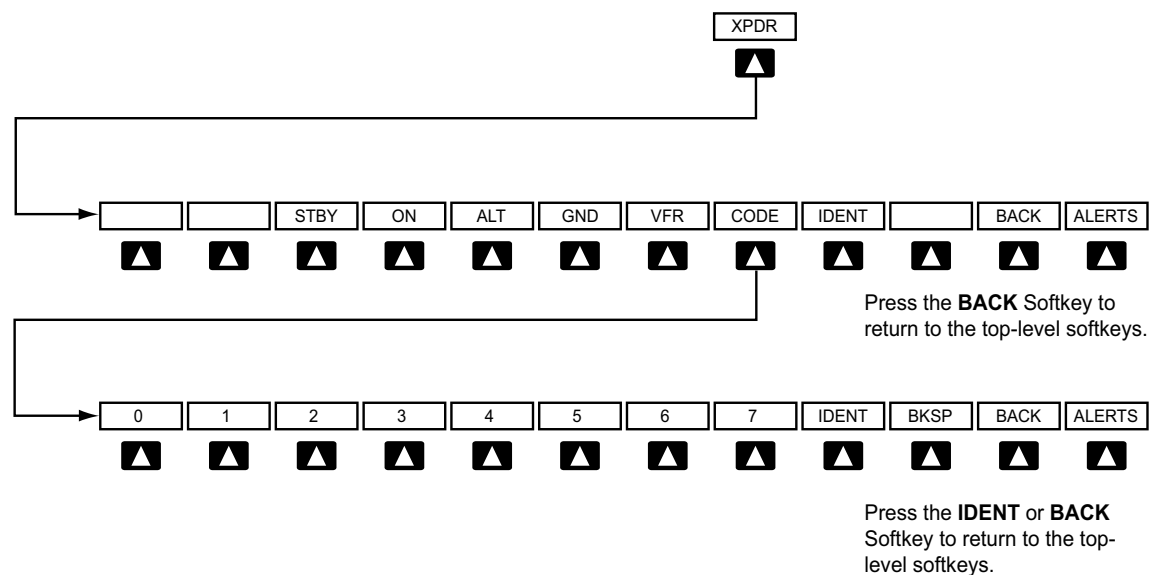 XPDR
STBY ON ALT GND VFR CODE IDENT BACK ALERTS
Press the BACK Softkey to
return to the top-level softkeys.
0 1 2 3 4 5 6 7 IDENT BKSP BACK ALERTS
Press the IDENT or BACK
Softkey to return to the top-
level softkeys.